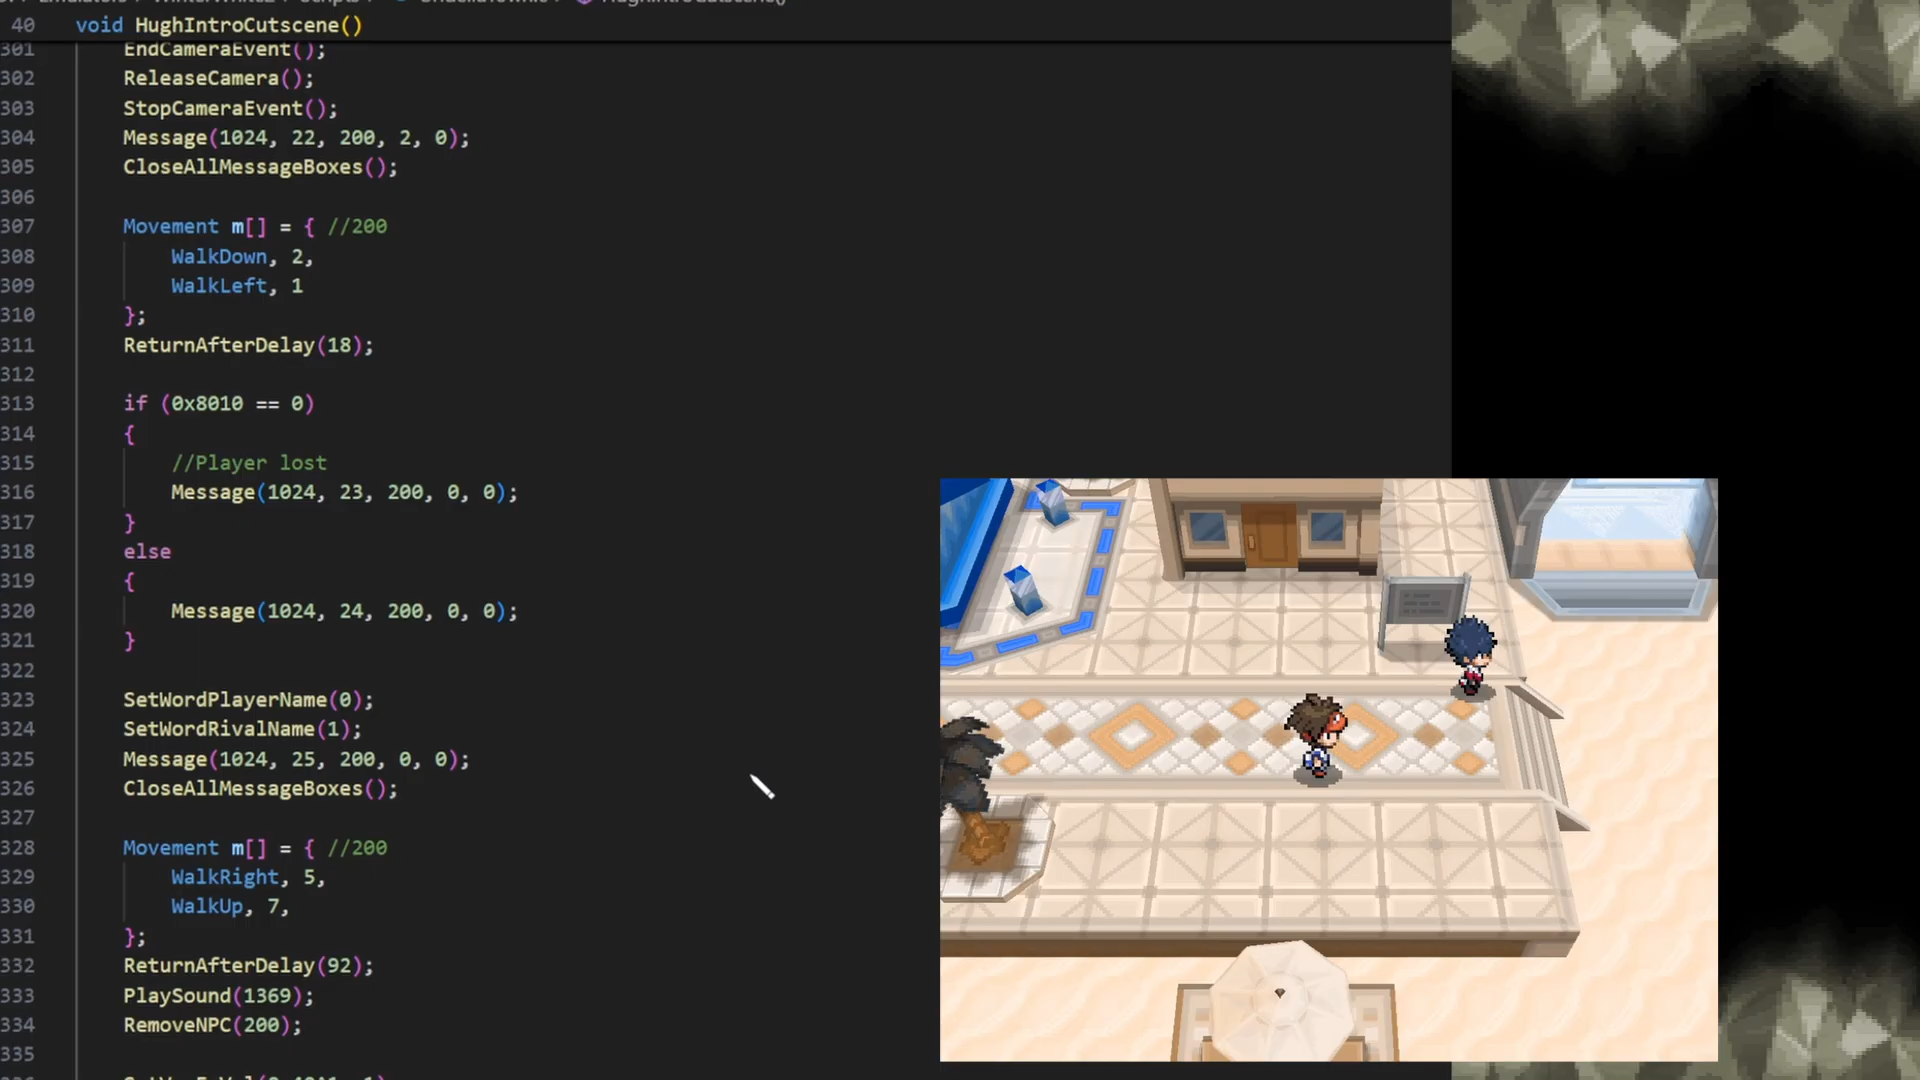 40 void HughIntroCutscene()
301 EndCameraEvent();
302 ReleaseCamera();
303 StopCameraEvent();
304 Message(1024, 22, 200, 2, 0);
305 CloseAllMessageBoxes();
306
307 Movement m[] = { //200
308 WalkDown, 2,
309 WalkLeft, 1
310 };
311 ReturnAfterDelay(18);
312
313 if (0x8010 == 0)
314 {
315 //Player lost
316 Message(1024, 23, 200, 0, 0);
317 }
318 else
319 {
320 Message(1024, 24, 200, 0, 0);
321 }
322
323 SetWordPlayerName(0);
324 SetWordRivalName(1);
325 Message(1024, 25, 200, 0, 0);
326 CloseAllMessageBoxes();
327
328 Movement m[] = { //200
329 WalkRight, 5,
330 WalkUp, 7,
331 };
332 ReturnAfterDelay(92);
333 PlaySound(1369);
334 RemoveNPC(200);
335